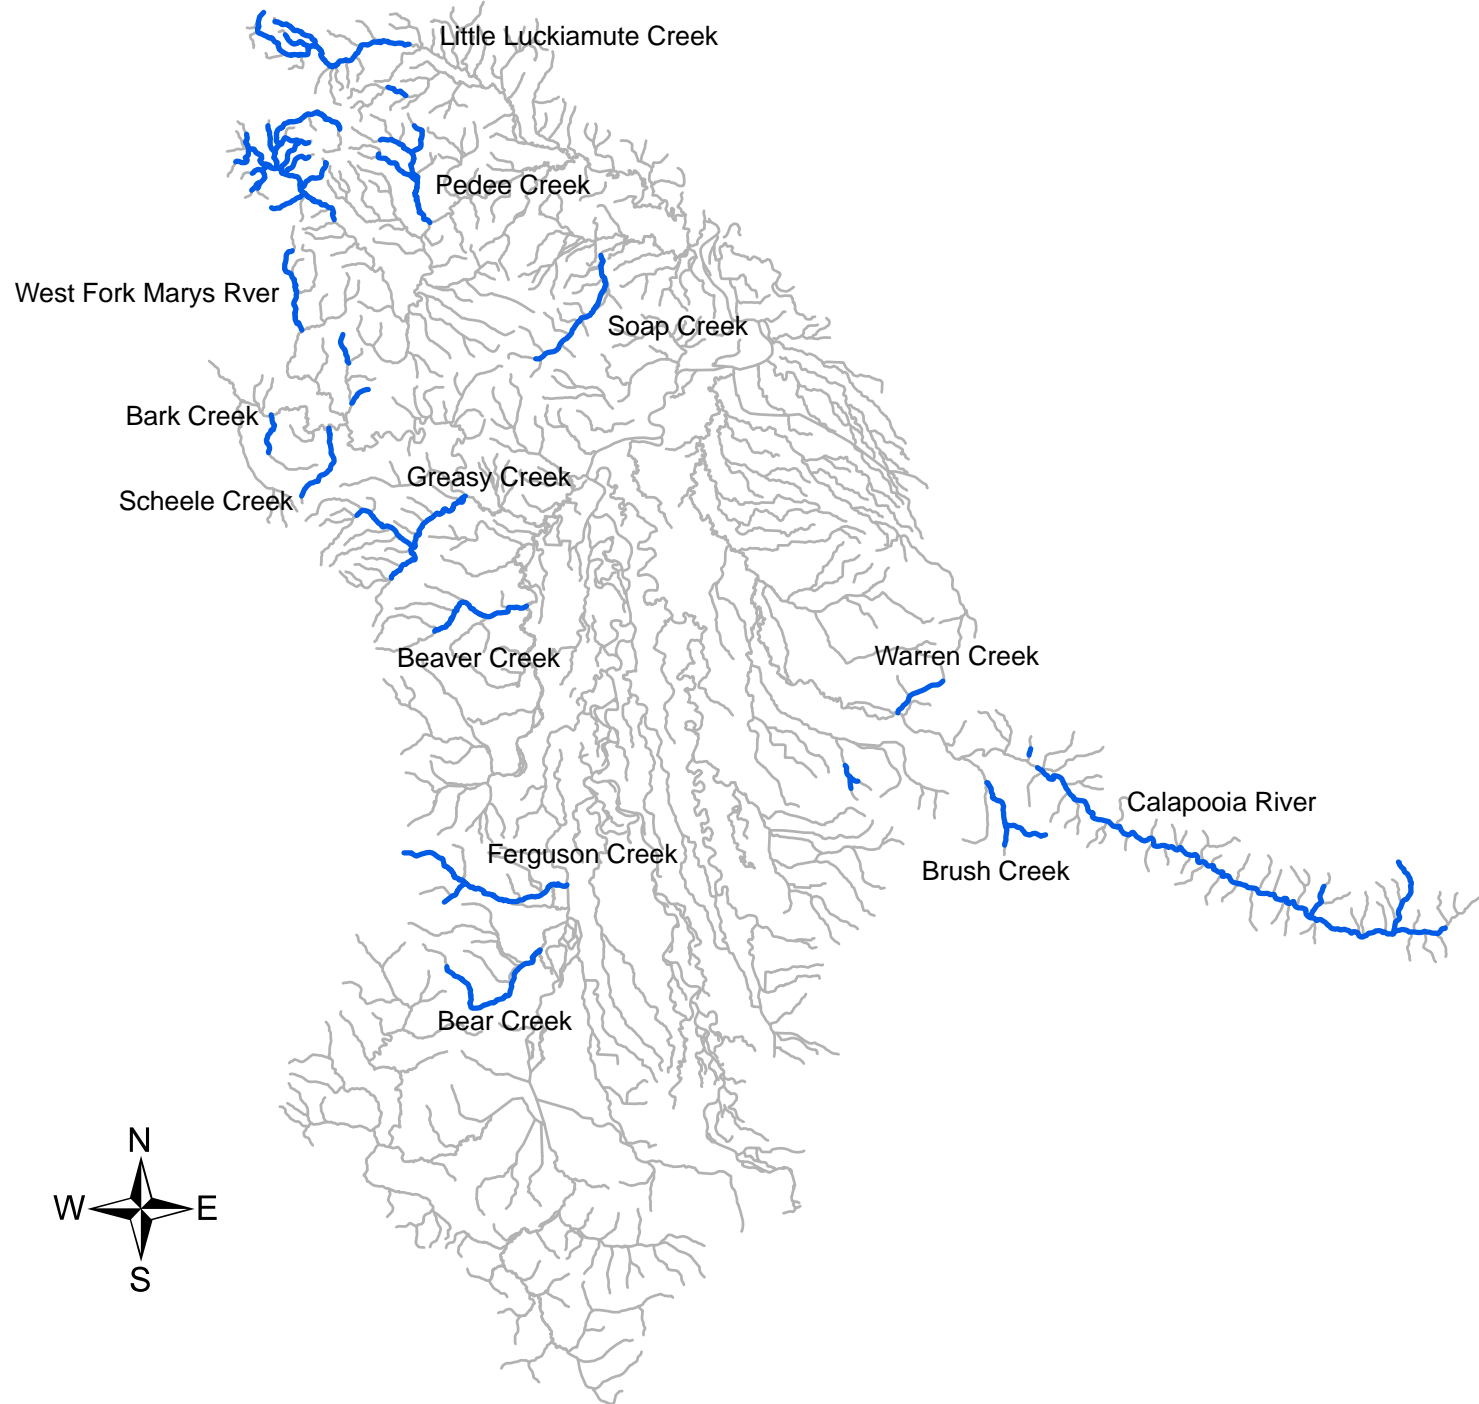 Little Luckiamute Creek
Pedee Creek
West Fork Marys Rver
Soap Creek
Bark Creek
Greasy Creek
Scheele Creek
Beaver Creek
Warren Creek
Calapooia River
Ferguson Creek
Brush Creek
Bear Creek
N
W E
S